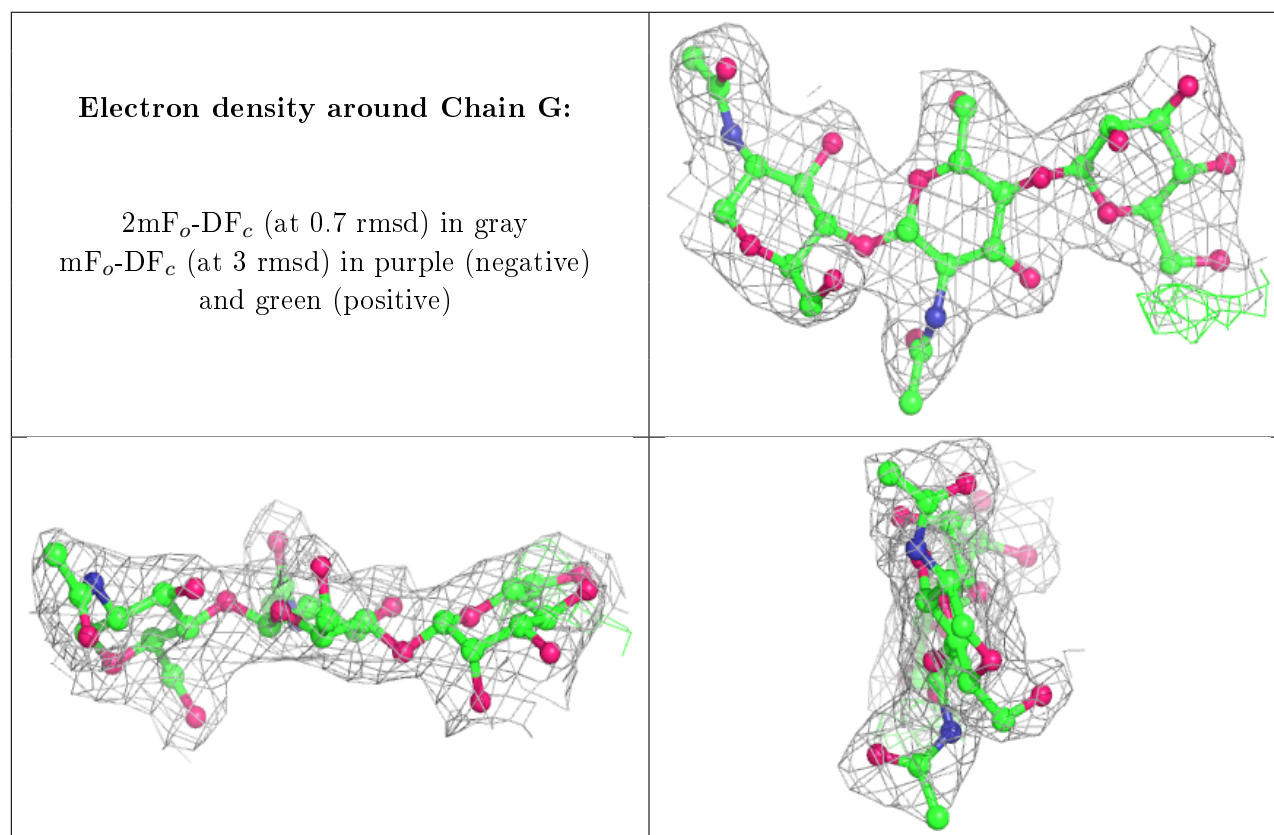 Electron density around Chain G:
2mFₒ-DF𝒸 (at 0.7 rmsd) in gray
mFₒ-DF𝒸 (at 3 rmsd) in purple (negative)
and green (positive)